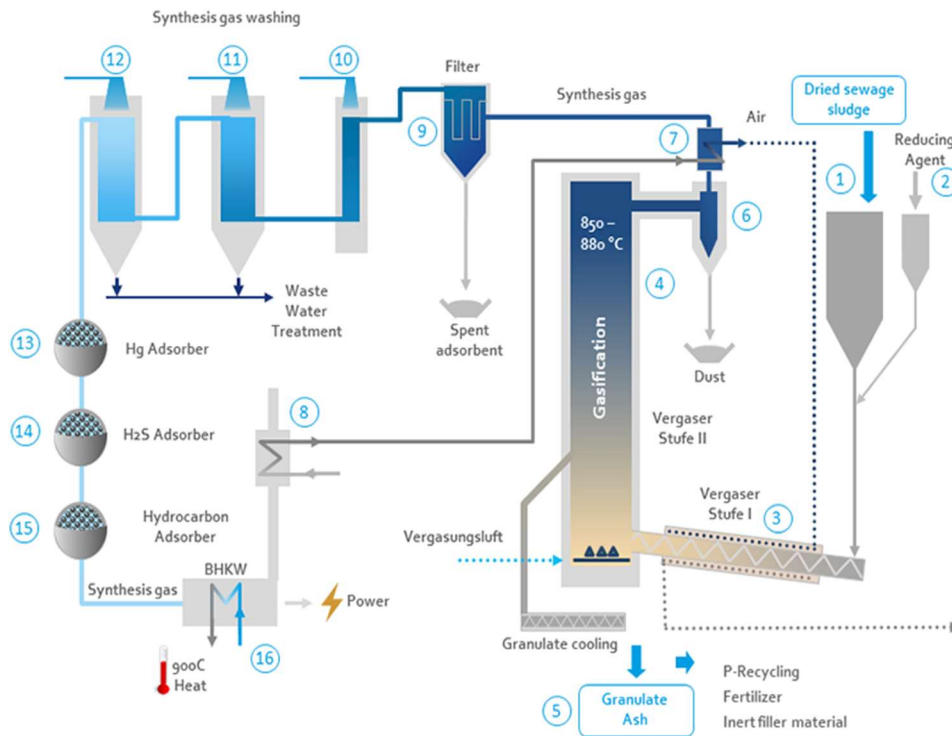 Synthesis gas washing
12
11
10
Filter
9
Synthesis gas
7
Air
Dried sewage
sludge
Reducing
Agent
1
2
6
850 –
880 °C
4
Gasification
Waste
Water
Treatment
Spent
adsorbent
Dust
13
Hg Adsorber
14
H2S Adsorber
8
Vergaser
Stufe II
15
Hydrocarbon
Adsorber
Vergaser
Stufe I
3
Vergasungsluft
BHKW
Synthesis gas
Power
16
900C
Heat
Granulate cooling
5
Granulate
Ash
P-Recycling
Fertilizer
Inert filler material